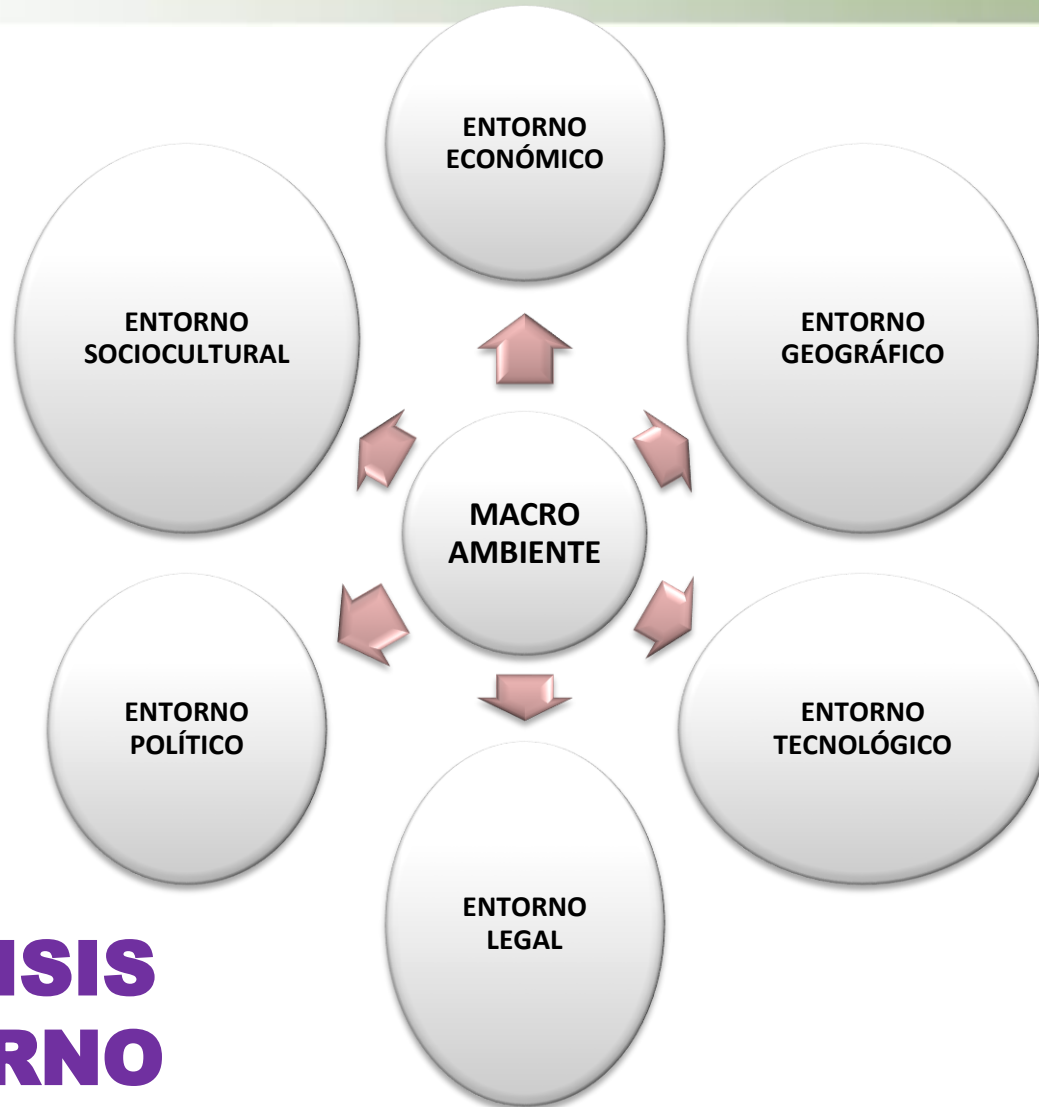 ENTORNO
ECONÓMICO
ENTORNO
SOCIOCULTURAL
ENTORNO
GEOGRÁFICO
MACRO
AMBIENTE
ENTORNO
POLÍTICO
ENTORNO
TECNOLÓGICO
ENTORNO
LEGAL
ISIS
RNO